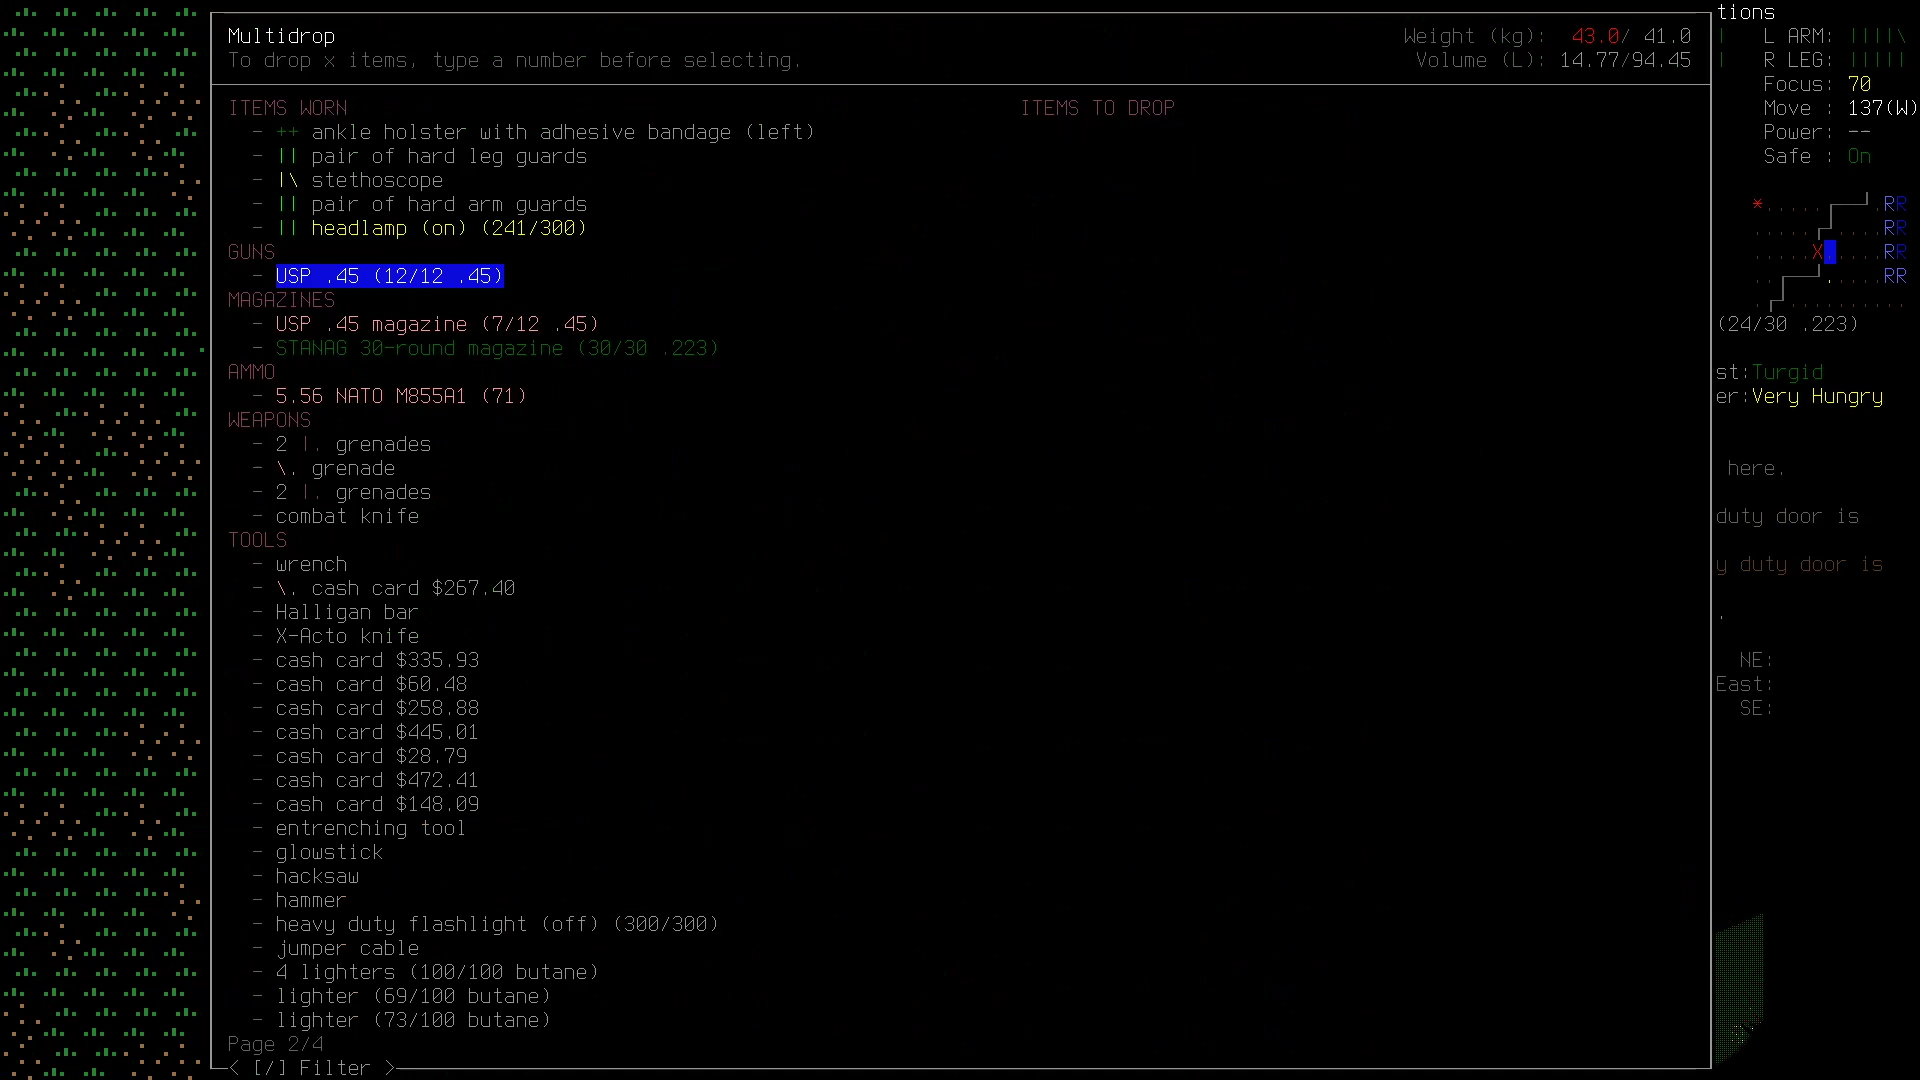 tions
Multidrop
Weight (kg): 43.0/ 41.0
L ARM: ||||\
To drop x items, type a number before selecting.
Volume (L): 14.77/94.45
R LEG: |||||
Focus: 70
ITEMS WORN
ITEMS TO DROP
Move : 137(W)
- ++ ankle holster with adhesive bandage (left)
Power: --
- || pair of hard leg guards
Safe : On
- |\ stethoscope
- || pair of hard arm guards
- || headlamp (on) (241/300)
GUNS
- USP .45 (12/12 .45)
MAGAZINES
- USP .45 magazine (7/12 .45)
(24/30 .223)
- STANAG 30-round magazine (30/30 .223)
AMMO
st:Turgid
- 5.56 NATO M855A1 (71)
er:Very Hungry
WEAPONS
- 2 |. grenades
- \. grenade
here.
- 2 |. grenades
- combat knife
duty door is
TOOLS
- wrench
y duty door is
- \. cash card $267.40
- Halligan bar
- X-Acto knife
- cash card $335.93
NE:
- cash card $60.48
East:
- cash card $258.88
SE:
- cash card $445.01
- cash card $28.79
- cash card $472.41
- cash card $148.09
- entrenching tool
- glowstick
- hacksaw
- hammer
- heavy duty flashlight (off) (300/300)
- jumper cable
- 4 lighters (100/100 butane)
- lighter (69/100 butane)
- lighter (73/100 butane)
Page 2/4
< [/] Filter >